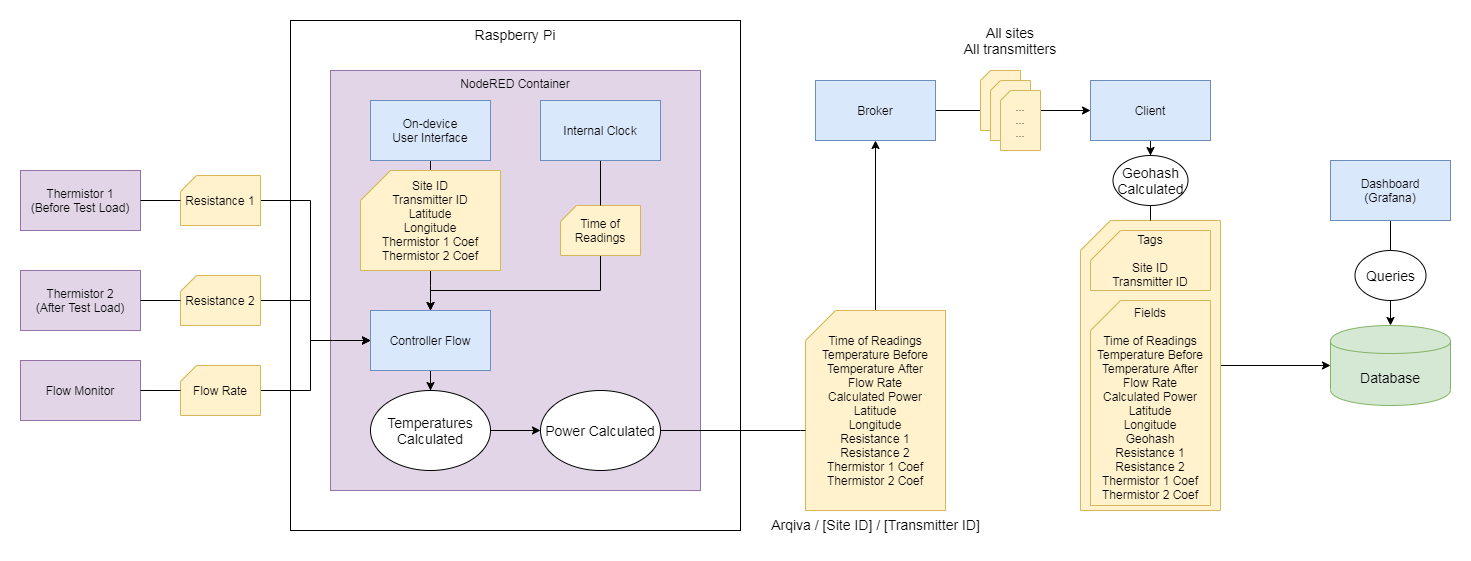 Raspberry Pi
NodeRED Container
On-device
User Interface
Internal Clock
Thermistor 1
(Before Test Load)
Resistance 1
Site ID
Transmitter ID
Latitude
Longitude
Thermistor 1 Coef
Thermistor 2 Coef
Time of
Readings
Thermistor 2
(After Test Load)
Resistance 2
Controller Flow
Flow Monitor
Flow Rate
Temperatures
Calculated
Power Calculated
All sites
All transmitters
Broker
...
...
...
Client
Geohash
Calculated
Time of Readings
Temperature Before
Temperature After
Flow Rate
Calculated Power
Latitude
Longitude
Resistance 1
Resistance 2
Thermistor 1 Coef
Thermistor 2 Coef
Arqiva / [Site ID] / [Transmitter ID]
Tags
Site ID
Transmitter ID
Fields
Time of Readings
Temperature Before
Temperature After
Flow Rate
Calculated Power
Latitude
Longitude
Geohash
Resistance 1
Resistance 2
Thermistor 1 Coef
Thermistor 2 Coef
Dashboard
(Grafana)
Queries
Database